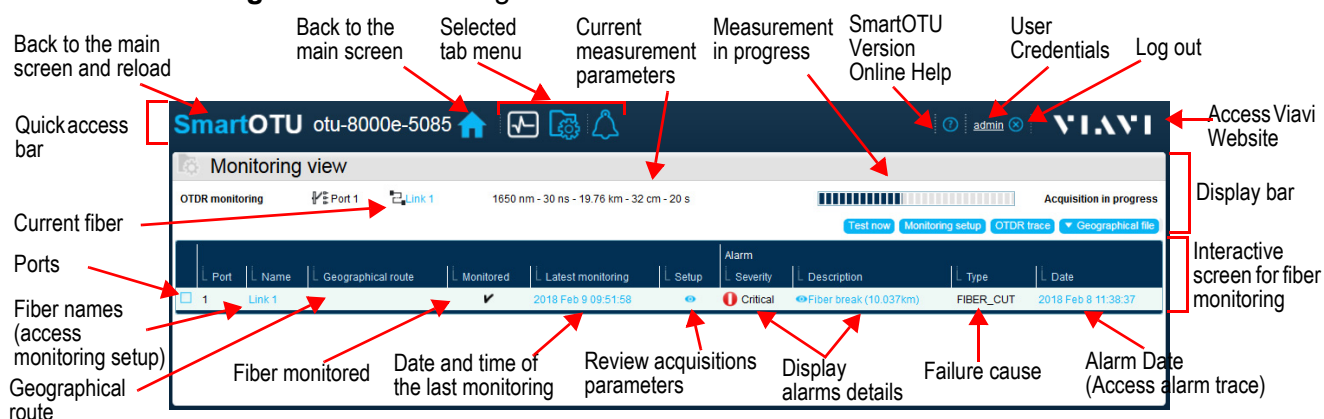 Back to the main
screen and reload
Back to the
main screen
Selected
tab menu
Current
measurement
parameters
Measurement
in progress
SmartOTU
Version
Online Help
User
Credentials
Log out
Quick access
bar
SmartOTU otu-8000e-5085
? admin
VIAVI
Access Viavi
Website
Monitoring view
Display bar
OTDR monitoring Port 1 Link 1 1650 nm - 30 ns - 19.76 km - 32 cm - 20 s Acquisition in progress
Current fiber
Test now Monitoring setup OTDR trace Geographical file
Interactive
screen for fiber
monitoring
Ports
Alarm
Port Name Geographical route Monitored Latest monitoring Setup Severity Description Type Date
1 Link 1 2018 Feb 9 09:51:58 Critical Fiber break (10.037km) FIBER_CUT 2018 Feb 8 11:38:37
Fiber names
(access
monitoring setup)
Geographical
route
Fiber monitored
Date and time of
the last monitoring
Review acquisitions
parameters
Display
alarms details
Failure cause
Alarm Date
(Access alarm trace)